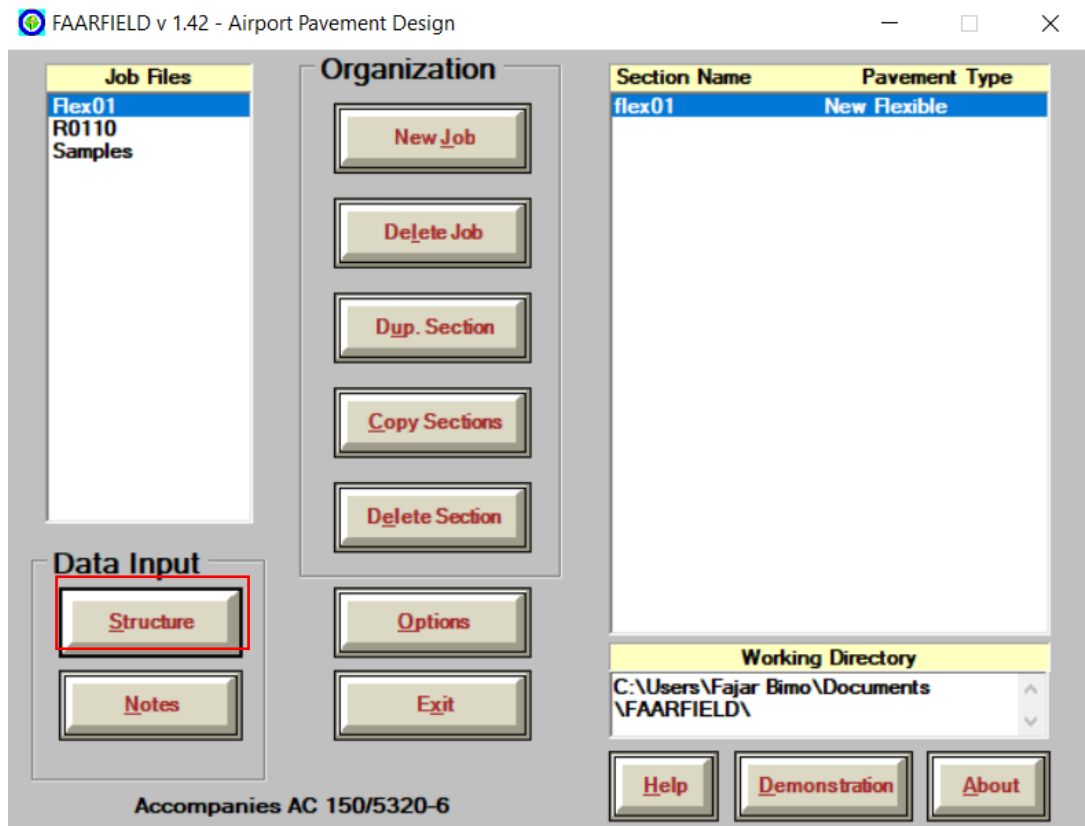 FAARFIELD v 1.42 - Airport Pavement Design
Job Files
Flex01
R0110
Samples
Organization
New Job
Delete Job
Dup. Section
Copy Sections
Delete Section
Section Name Pavement Type
flex01 New Flexible
Data Input
Structure
Notes
Options
Exit
Working Directory
C:\Users\Fajar Bimo\Documents
\FAARFIELD\
Help
Demonstration
About
Accompanies AC 150/5320-6